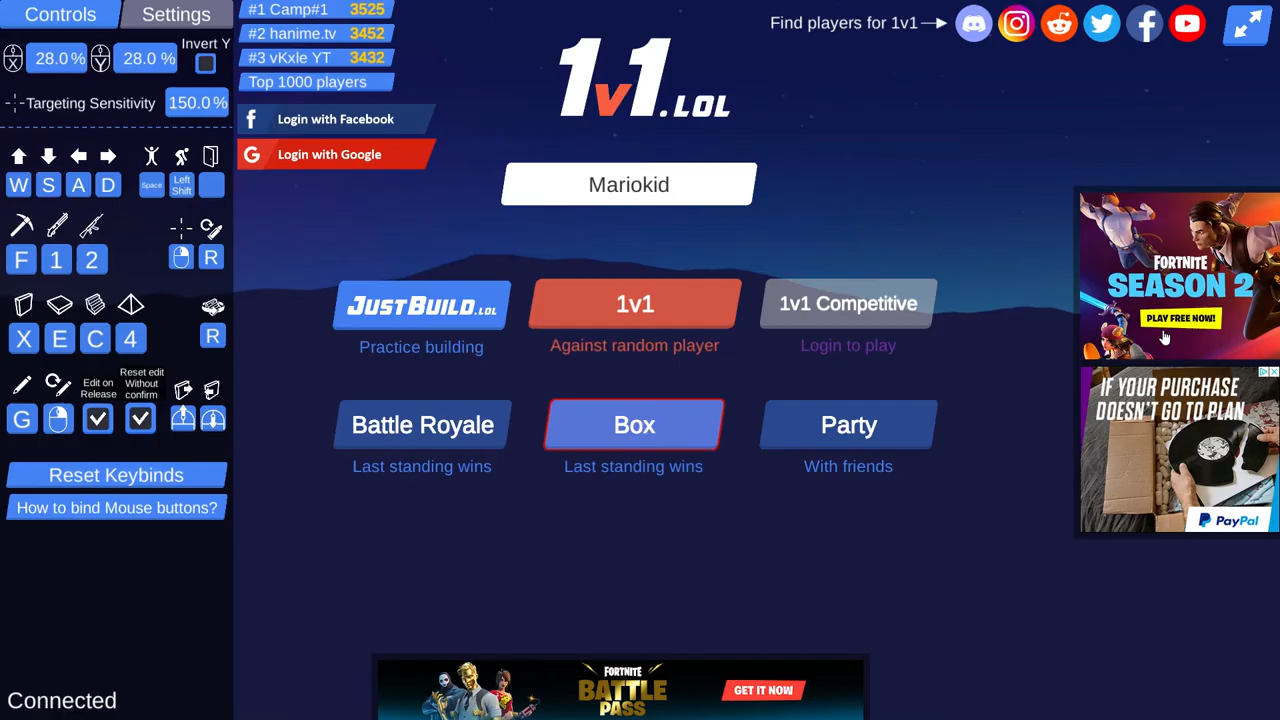 Controls
Settings
X
28.0 %
Y
28.0 %
Invert Y
Targeting Sensitivity
150.0 %
W
S
A
D
Space
Left
Shift
F
1
2
R
X
E
C
4
R
Edit on
Release
Reset edit
Without
confirm
G
Reset Keybinds
How to bind Mouse buttons?
Connected
#1 Camp#1 3525
#2 hanime.tv 3452
#3 vKxle YT 3432
Top 1000 players
Login with Facebook
Login with Google
1v1.LOL
Mariokid
Find players for 1v1
JUSTBUILD.LOL
Practice building
1v1
Against random player
1v1 Competitive
Login to play
Battle Royale
Last standing wins
Box
Last standing wins
Party
With friends
FORTNITE
SEASON 2
PLAY FREE NOW!
IF YOUR PURCHASE
DOESN'T GO TO PLAN
PayPal
FORTNITE
BATTLE
PASS
GET IT NOW